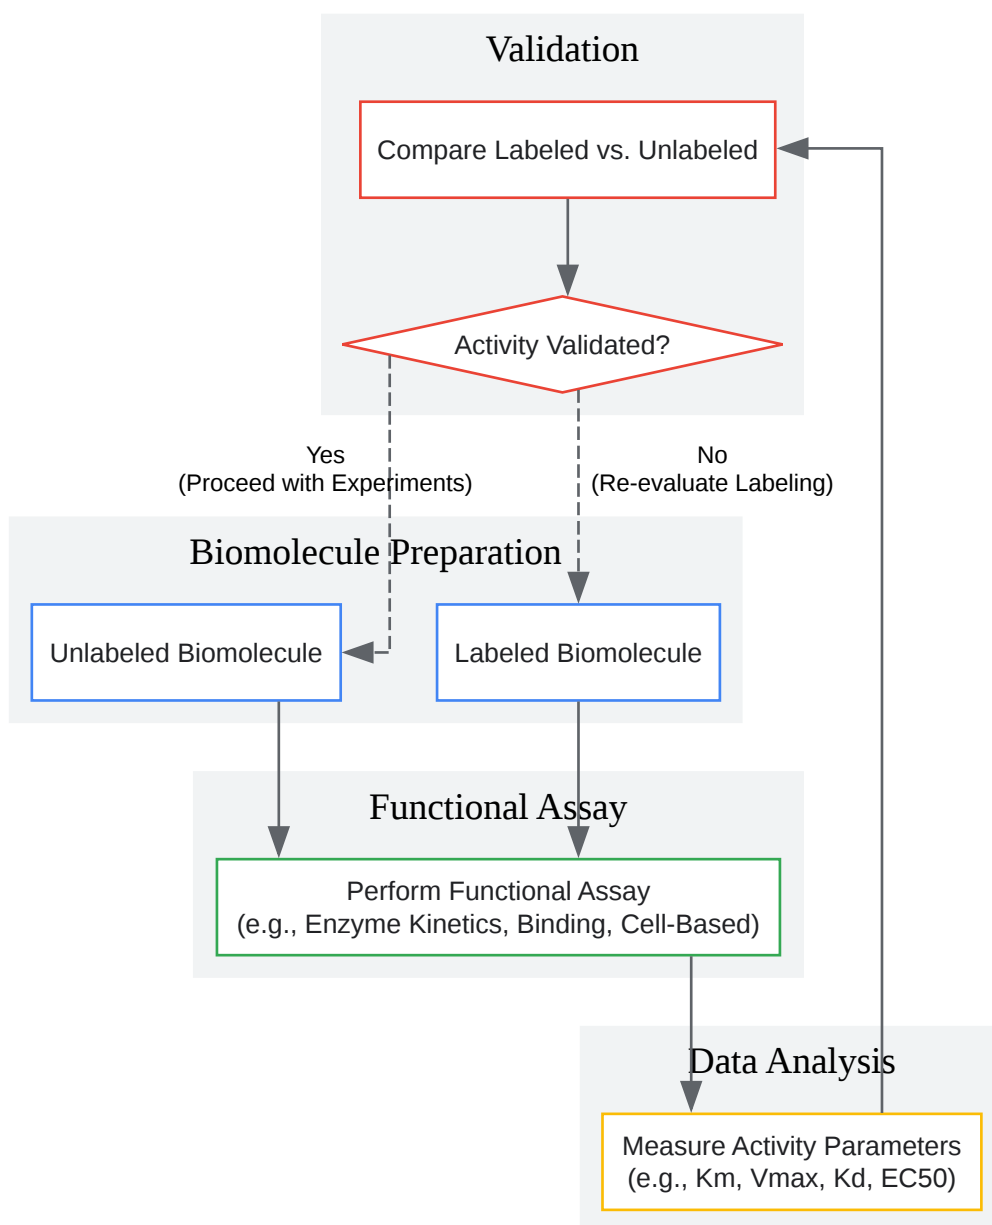 Validation
Compare Labeled vs. Unlabeled
Activity Validated?
Yes
(Proceed with Experiments)
No
(Re-evaluate Labeling)
Biomolecule Preparation
Unlabeled Biomolecule
Labeled Biomolecule
Functional Assay
Perform Functional Assay
(e.g., Enzyme Kinetics, Binding, Cell-Based)
Data Analysis
Measure Activity Parameters
(e.g., Km, Vmax, Kd, EC50)